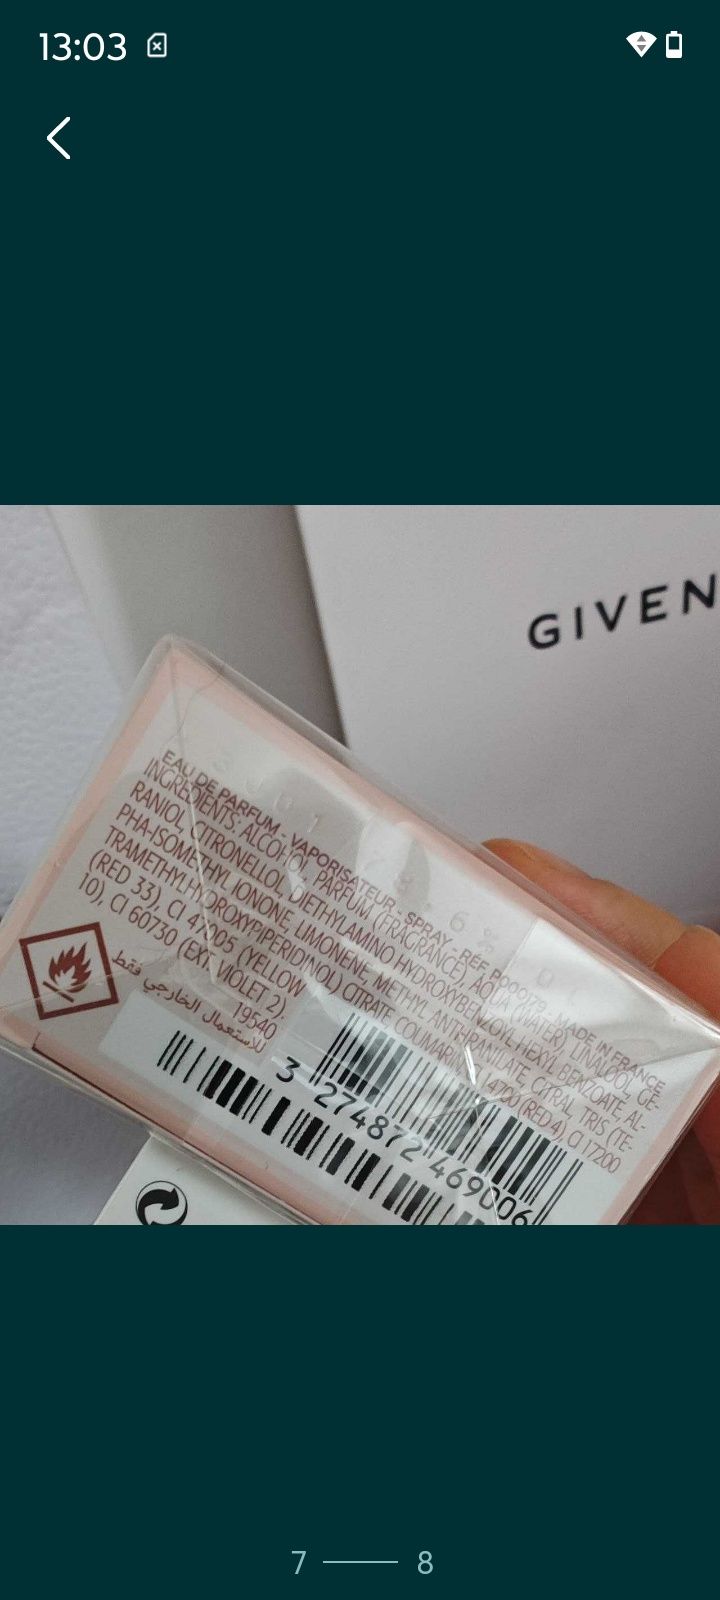 13:03
GIVEN
EAU DE PARFUM - VAPORISATEUR - SPRAY - RÉF P000179 - MADE IN FRANCE
INGREDIENTS: ALCOHOL, PARFUM (FRAGRANCE), AQUA (WATER), LINALOOL, GE-
RANIOL, CITRONELLOL, DIETHYLAMINO HYDROXYBENZOYL HEXYL BENZOATE, AL-
PHA-ISOMETHYL IONONE, LIMONENE, METHYL ANTHRANILATE, CITRAL, TRIS (TE-
TRAMETHYLHYDROXYPIPERIDINOL) CITRATE, COUMARIN, CI 4700 (RED 4), CI 17200
(RED 33), CI 47005 (YELLOW
10), CI 60730 (EXT. VIOLET 2).
19540
للاستعمال الخارجي فقط
3 274872 469006
7 8